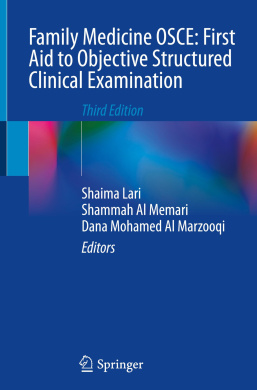 Family Medicine OSCE: First
Aid to Objective Structured
Clinical Examination
Third Edition
Shaima Lari
Shammah Al Memari
Dana Mohamed Al Marzooqi
Editors
Springer